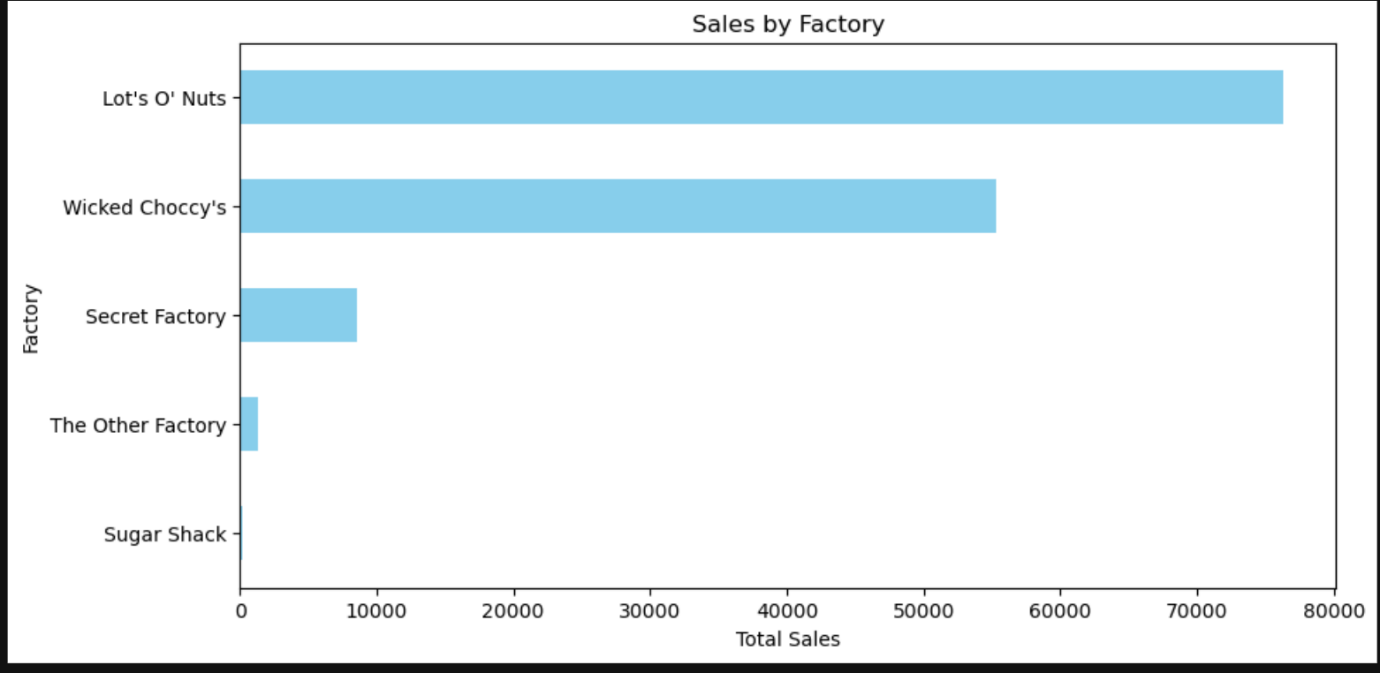 Sales by Factory
Lot's O' Nuts
Wicked Choccy's
Secret Factory
The Other Factory
Sugar Shack
Factory
0 10000 20000 30000 40000 50000 60000 70000 80000
Total Sales